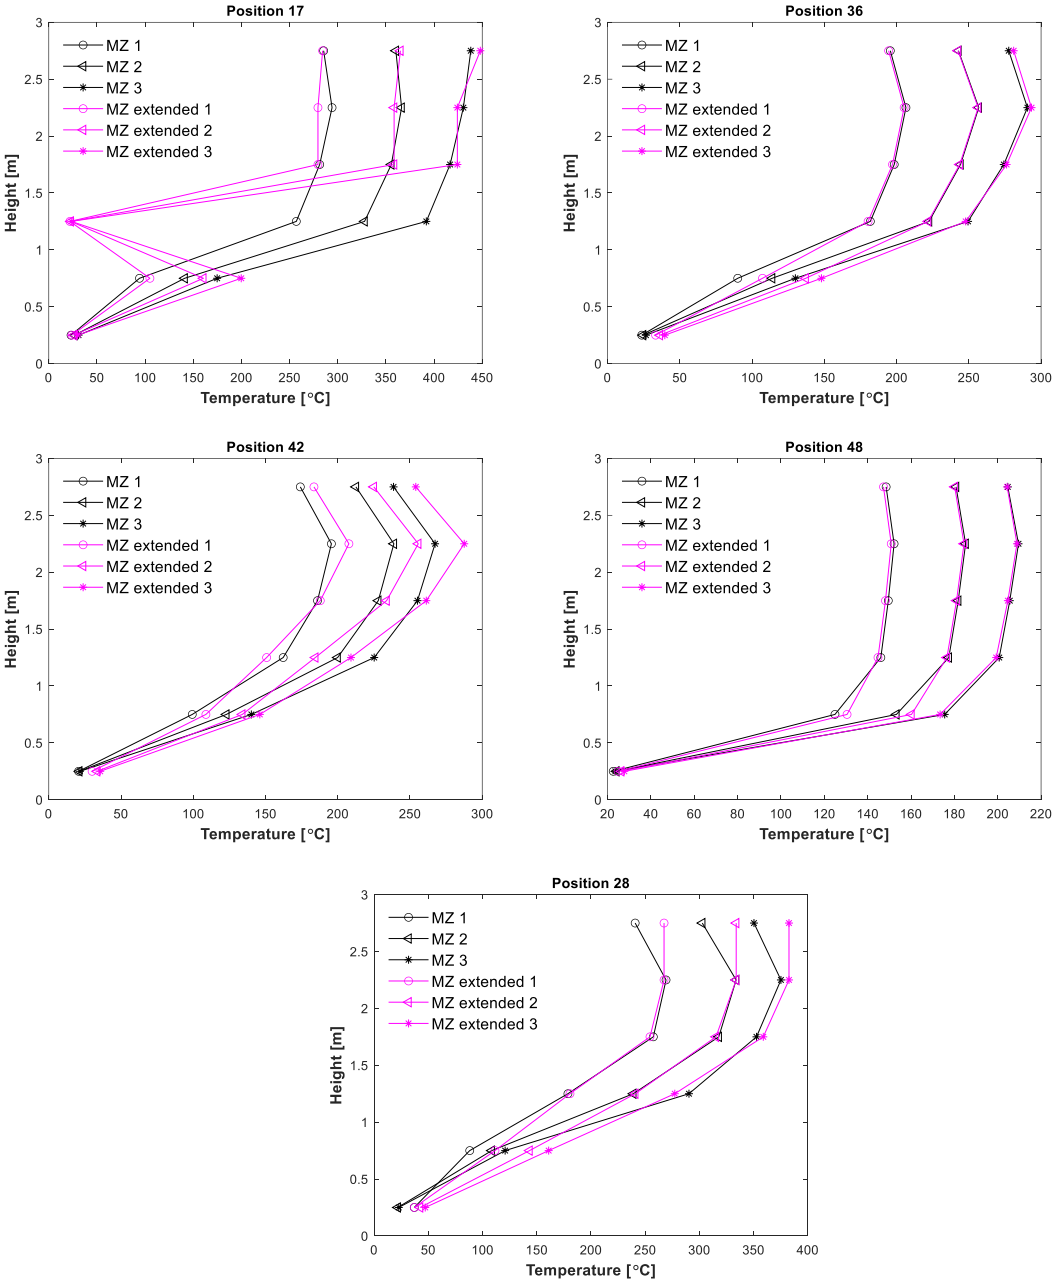 Position 17
3
2.5
2
1.5
1
0.5
0
Height [m]
MZ 1
MZ 2
MZ 3
MZ extended 1
MZ extended 2
MZ extended 3
0 50 100 150 200 250 300 350 400 450
Temperature [°C]
Position 36
3
2.5
2
1.5
1
0.5
0
Height [m]
MZ 1
MZ 2
MZ 3
MZ extended 1
MZ extended 2
MZ extended 3
0 50 100 150 200 250 300
Temperature [°C]
Position 42
3
2.5
2
1.5
1
0.5
0
Height [m]
MZ 1
MZ 2
MZ 3
MZ extended 1
MZ extended 2
MZ extended 3
0 50 100 150 200 250 300
Temperature [°C]
Position 48
3
2.5
2
1.5
1
0.5
0
Height [m]
MZ 1
MZ 2
MZ 3
MZ extended 1
MZ extended 2
MZ extended 3
20 40 60 80 100 120 140 160 180 200 220
Temperature [°C]
Position 28
3
2.5
2
1.5
1
0.5
0
Height [m]
MZ 1
MZ 2
MZ 3
MZ extended 1
MZ extended 2
MZ extended 3
0 50 100 150 200 250 300 350 400
Temperature [°C]